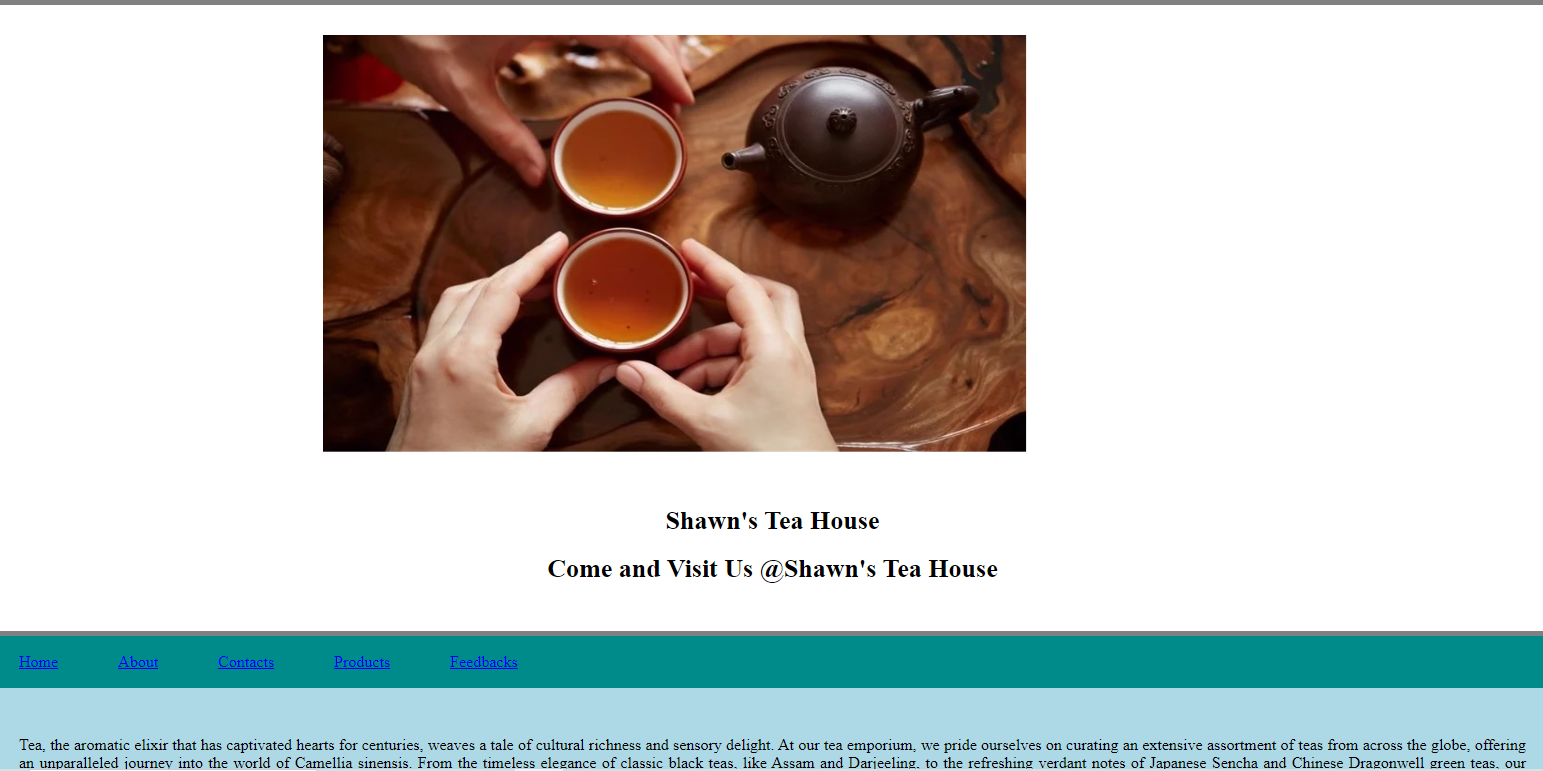 Shawn's Tea House
Come and Visit Us @Shawn's Tea House
Home About Contacts Products Feedbacks
Tea, the aromatic elixir that has captivated hearts for centuries, weaves a tale of cultural richness and sensory delight. At our tea emporium, we pride ourselves on curating an extensive assortment of teas from across the globe, offering
an unparalleled journey into the world of Camellia sinensis. From the timeless elegance of classic black teas, like Assam and Darjeeling, to the refreshing verdant notes of Japanese Sencha and Chinese Dragonwell green teas, our